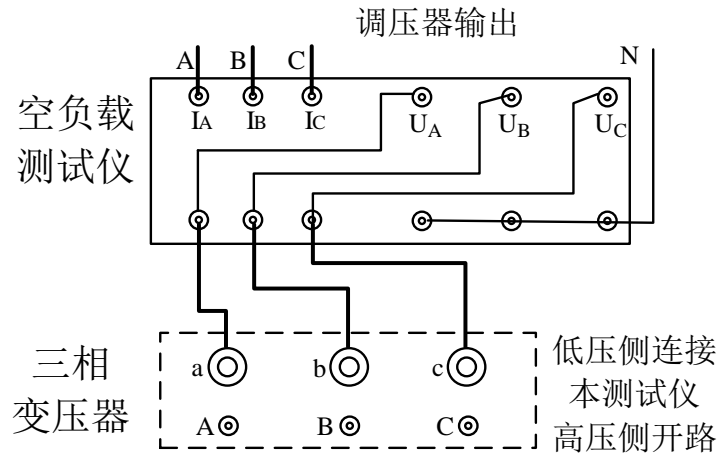 调压器输出
A B C N
空负载
测试仪
IA IB IC UA UB UC
三相
变压器
a b c
A B C
低压侧连接
本测试仪
高压侧开路